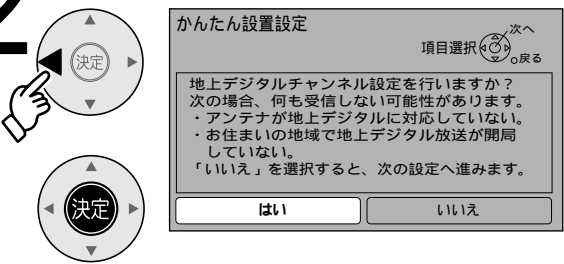 2
決定
決定
かんたん設置設定
項目選択
次へ
戻る
地上デジタルチャンネル設定を行いますか？
次の場合、何も受信しない可能性があります。
・アンテナが地上デジタルに対応していない。
・お住まいの地域で地上デジタル放送が開局
していない。
「いいえ」を選択すると、次の設定へ進みます。
はい
いいえ